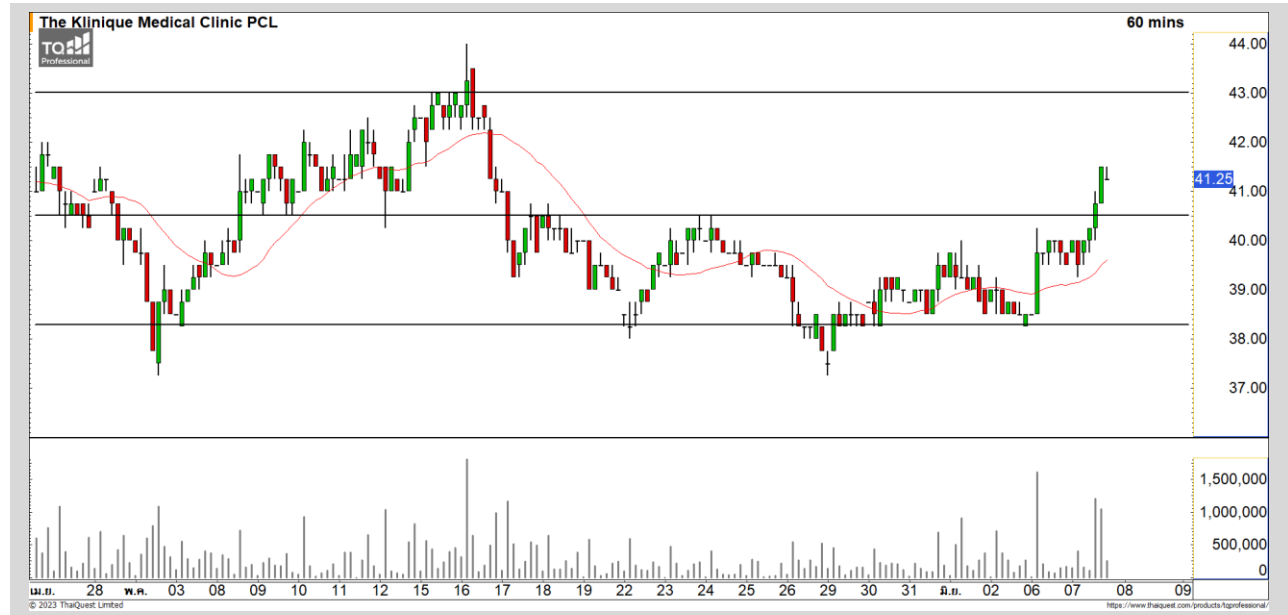 The Klinique Medical Clinic PCL 60 mins
TQ
Professional
44.00
43.00
42.00
41.25
41.00
40.00
39.00
38.00
37.00
1,500,000
1,000,000
500,000
0
เม.ย. 28 พ.ค. 03 08 09 10 11 12 15 16 17 18 19 22 23 24 25 26 29 30 31 มิ.ย. 02 06 07 08 09
© 2023 ThaiQuest Limited https://www.thaiquest.com/products/tqprofessional/